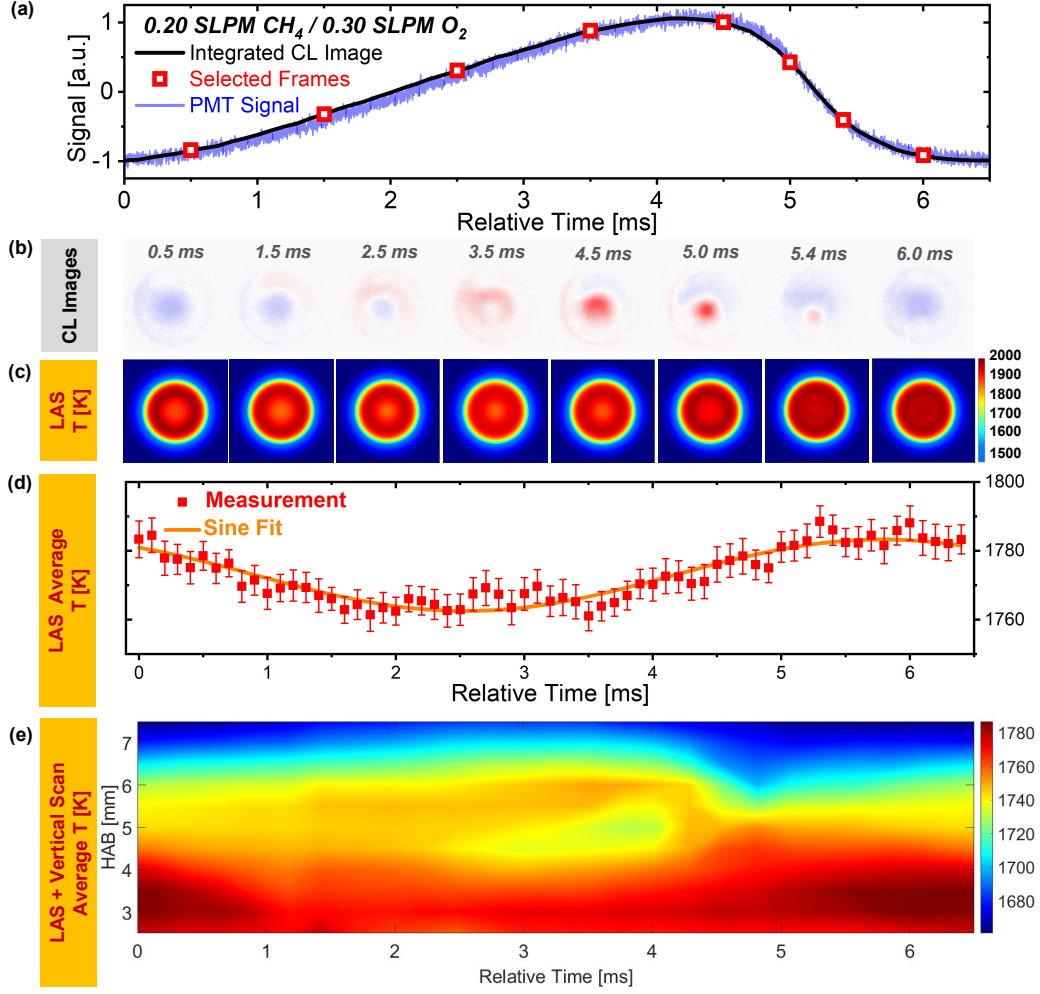 (a)
0.20 SLPM CH₄ / 0.30 SLPM O₂
Integrated CL Image
Selected Frames
PMT Signal
Signal [a.u.]
1
0
-1
0 1 2 3 4 5 6
Relative Time [ms]
(b)
CL Images
0.5 ms 1.5 ms 2.5 ms 3.5 ms 4.5 ms 5.0 ms 5.4 ms 6.0 ms
(c)
LAS
T [K]
2000
1900
1800
1700
1600
1500
(d)
LAS Average
T [K]
Measurement
Sine Fit
1800
1780
1760
0 1 2 3 4 5 6
Relative Time [ms]
(e)
LAS + Vertical Scan
Average T [K]
HAB [mm]
7
6
5
4
3
0 1 2 3 4 5 6
Relative Time [ms]
1780
1760
1740
1720
1700
1680